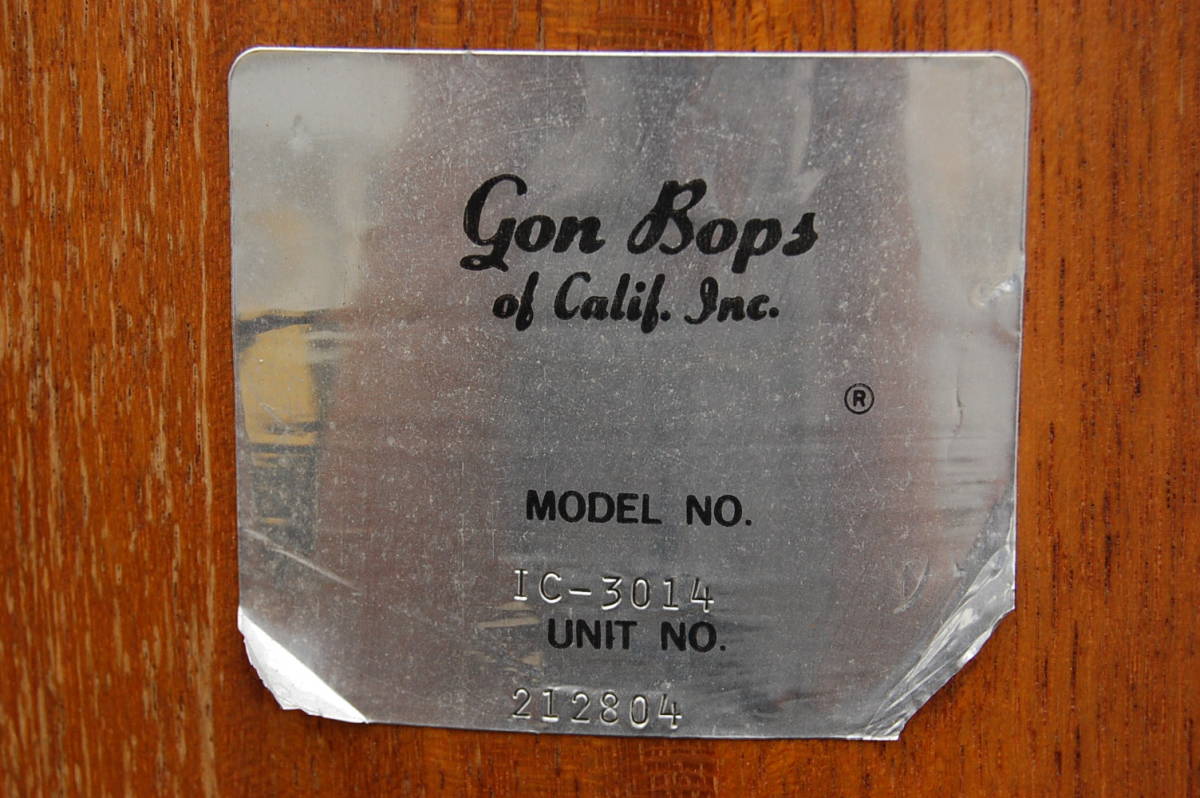 Gon Bops
of Calif. Inc.
®
MODEL NO.
IC-3014
UNIT NO.
212804